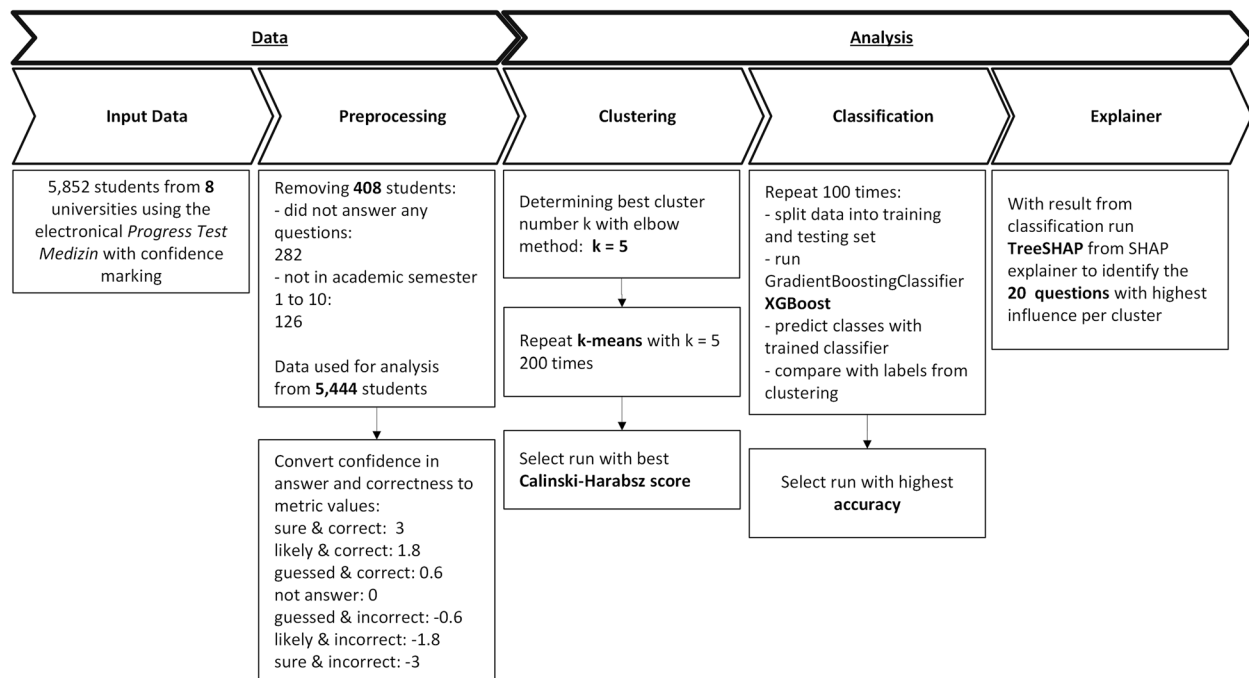 Data
Analysis
Input Data
Preprocessing
Clustering
Classification
Explainer
5,852 students from 8
universities using the
electronical Progress Test
Medizin with confidence
marking
Removing 408 students:
- did not answer any
questions:
282
- not in academic semester
1 to 10:
126
Data used for analysis
from 5,444 students
Convert confidence in
answer and correctness to
metric values:
sure & correct: 3
likely & correct: 1.8
guessed & correct: 0.6
not answer: 0
guessed & incorrect: -0.6
likely & incorrect: -1.8
sure & incorrect: -3
Determining best cluster
number k with elbow
method: k = 5
Repeat k-means with k = 5
200 times
Select run with best
Calinski-Harabsz score
Repeat 100 times:
- split data into training
and testing set
- run
GradientBoostingClassifier
XGBoost
- predict classes with
trained classifier
- compare with labels from
clustering
Select run with highest
accuracy
With result from
classification run
TreeSHAP from SHAP
explainer to identify the
20 questions with highest
influence per cluster